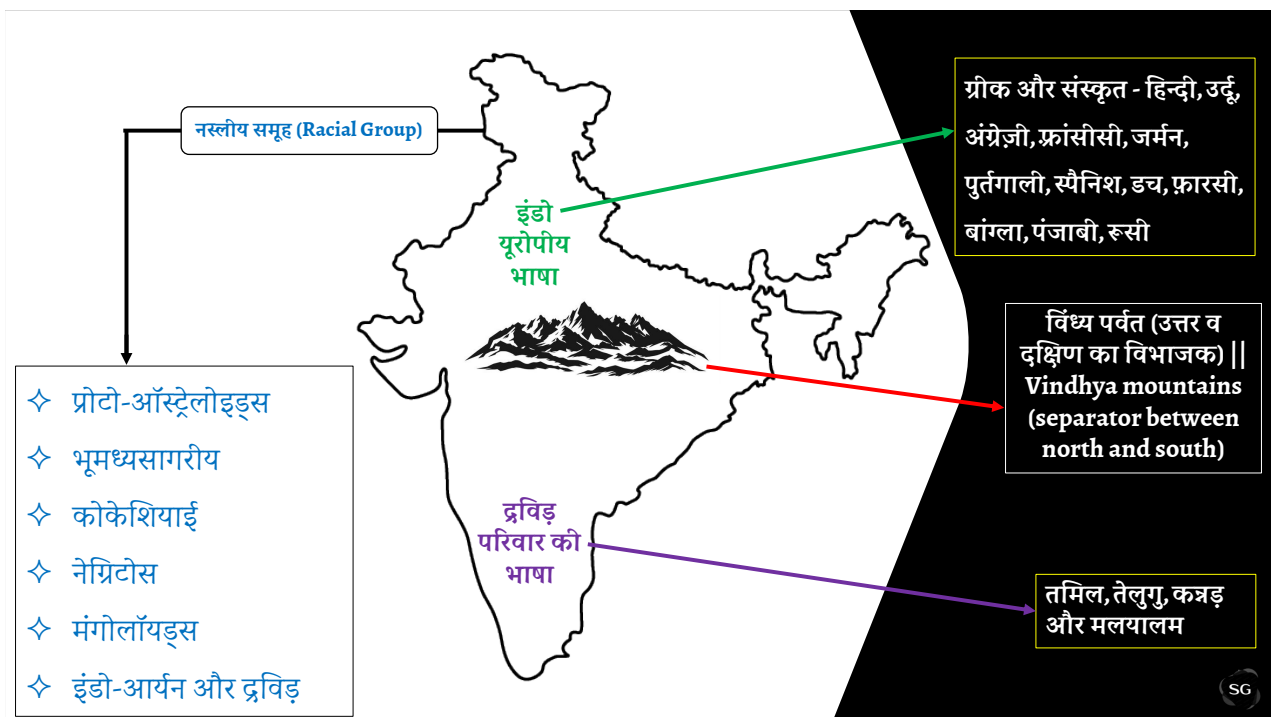 नस्लीय समूह (Racial Group)
प्रोटो-ऑस्ट्रेलोइड्स
भूमध्यसागरीय
कोकेशियाई
नेग्रिटोस
मंगोलॉयड्स
इंडो-आर्यन और द्रविड़
इंडो
यूरोपीय
भाषा
द्रविड़
परिवार की
भाषा
ग्रीक और संस्कृत - हिन्दी, उर्दू,
अंग्रेज़ी, फ़्रांसीसी, जर्मन,
पुर्तगाली, स्पैनिश, डच, फ़ारसी,
बांग्ला, पंजाबी, रूसी
विंध्य पर्वत (उत्तर व
दक्षिण का विभाजक) ||
Vindhya mountains
(separator between
north and south)
तमिल, तेलुगु, कन्नड़
और मलयालम
SG